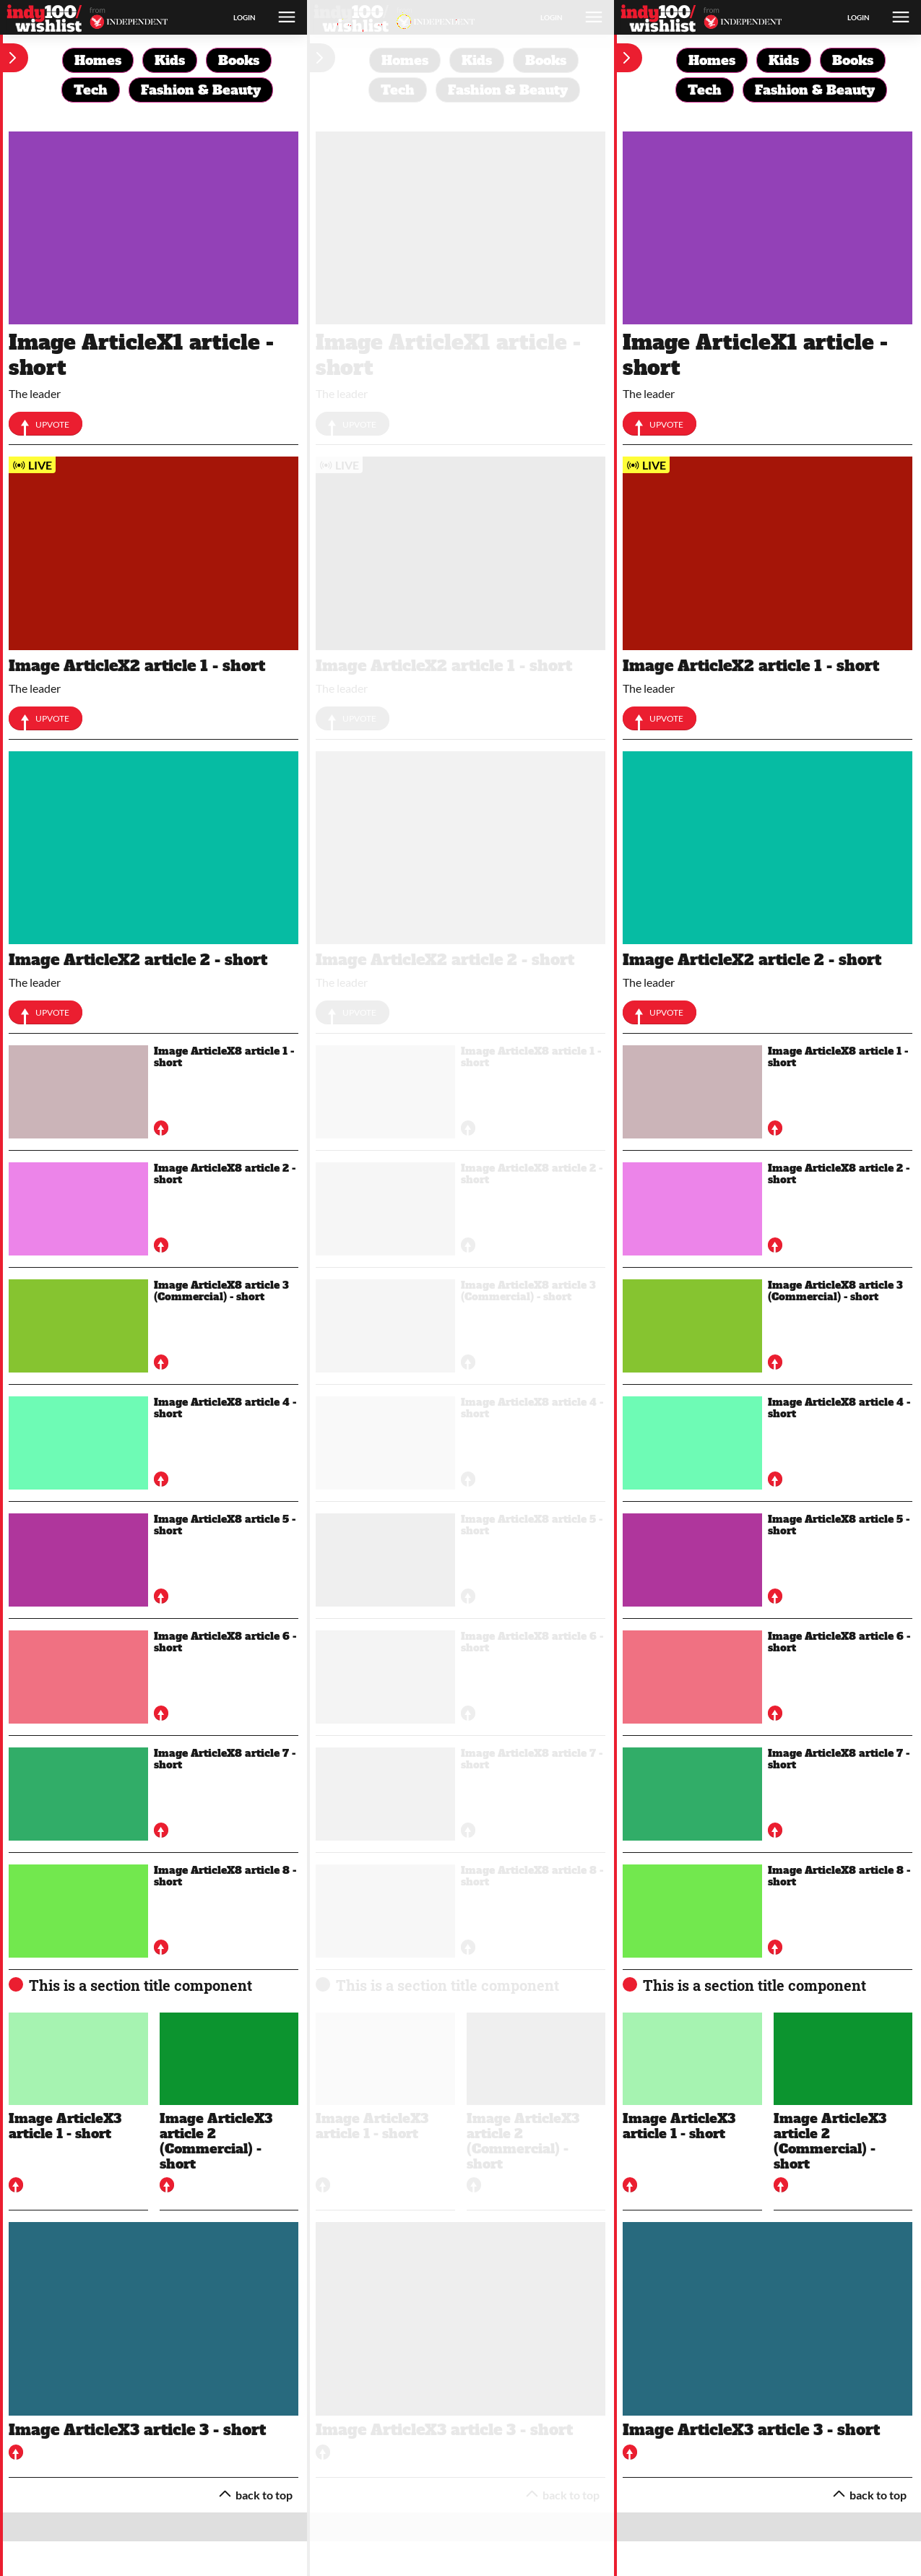 indy100/
wishlist
from
INDEPENDENT
LOGIN
Homes
Kids
Books
Tech
Fashion & Beauty
Image ArticleX1 article -
short
The leader
UPVOTE
LIVE
Image ArticleX2 article 1 - short
The leader
UPVOTE
Image ArticleX2 article 2 - short
The leader
UPVOTE
Image ArticleX8 article 1 -
short
Image ArticleX8 article 2 -
short
Image ArticleX8 article 3
(Commercial) - short
Image ArticleX8 article 4 -
short
Image ArticleX8 article 5 -
short
Image ArticleX8 article 6 -
short
Image ArticleX8 article 7 -
short
Image ArticleX8 article 8 -
short
This is a section title component
Image ArticleX3
article 1 - short
Image ArticleX3
article 2
(Commercial) -
short
Image ArticleX3 article 3 - short
back to top
indy100/
wishlist
INDEPENDENT
LOGIN
Homes
Kids
Books
Tech
Fashion & Beauty
Image ArticleX1 article -
short
The leader
UPVOTE
LIVE
Image ArticleX2 article 1 - short
The leader
UPVOTE
Image ArticleX2 article 2 - short
The leader
UPVOTE
Image ArticleX8 article 1 -
short
Image ArticleX8 article 2 -
short
Image ArticleX8 article 3
(Commercial) - short
Image ArticleX8 article 4 -
short
Image ArticleX8 article 5 -
short
Image ArticleX8 article 6 -
short
Image ArticleX8 article 7 -
short
Image ArticleX8 article 8 -
short
This is a section title component
Image ArticleX3
article 1 - short
Image ArticleX3
article 2
(Commercial) -
short
Image ArticleX3 article 3 - short
back to top
indy100/
wishlist
from
INDEPENDENT
LOGIN
Homes
Kids
Books
Tech
Fashion & Beauty
Image ArticleX1 article -
short
The leader
UPVOTE
LIVE
Image ArticleX2 article 1 - short
The leader
UPVOTE
Image ArticleX2 article 2 - short
The leader
UPVOTE
Image ArticleX8 article 1 -
short
Image ArticleX8 article 2 -
short
Image ArticleX8 article 3
(Commercial) - short
Image ArticleX8 article 4 -
short
Image ArticleX8 article 5 -
short
Image ArticleX8 article 6 -
short
Image ArticleX8 article 7 -
short
Image ArticleX8 article 8 -
short
This is a section title component
Image ArticleX3
article 1 - short
Image ArticleX3
article 2
(Commercial) -
short
Image ArticleX3 article 3 - short
back to top